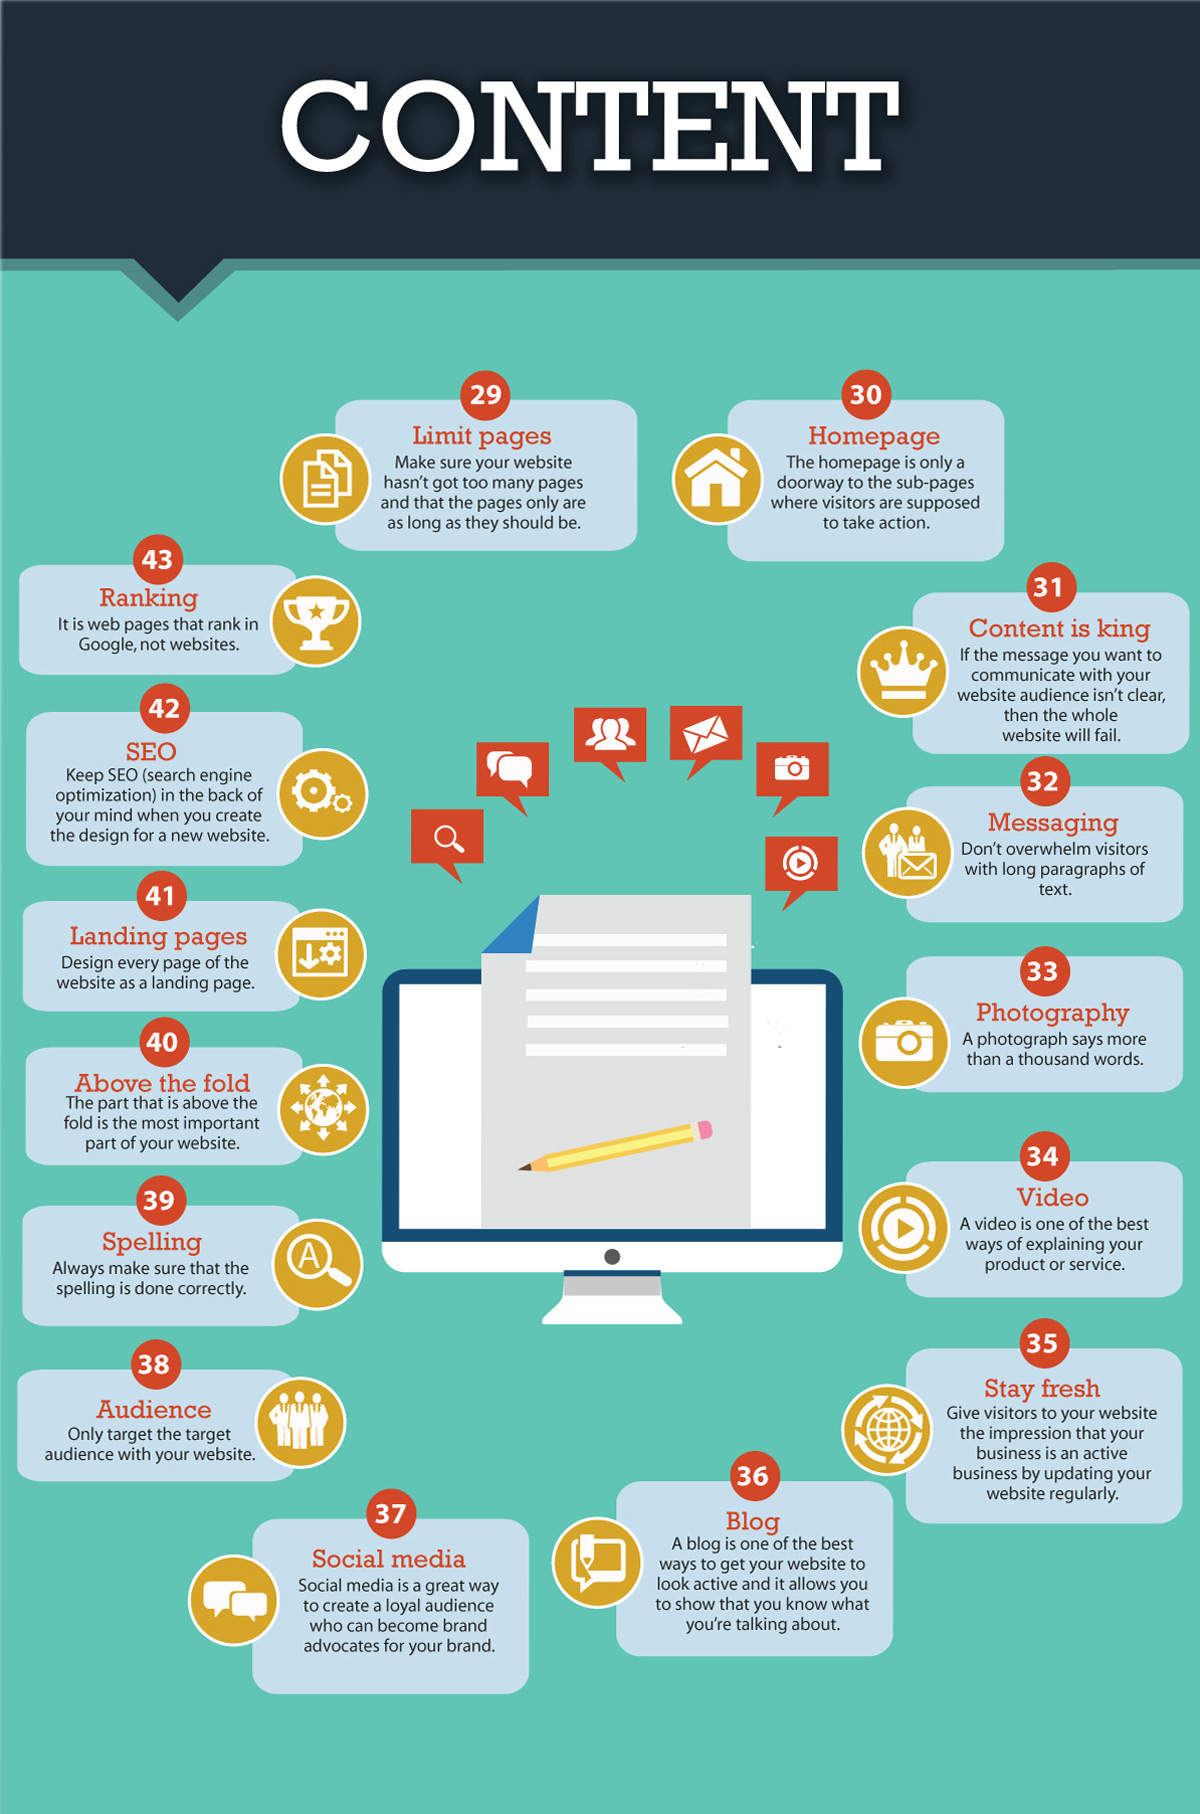 CONTENT
29
Limit pages
Make sure your website
hasn't got too many pages
and that the pages only are
as long as they should be.
30
Homepage
The homepage is only a
doorway to the sub-pages
where visitors are supposed
to take action.
31
Content is king
If the message you want to
communicate with your
website audience isn't clear,
then the whole
website will fail.
32
Messaging
Don't overwhelm visitors
with long paragraphs of
text.
33
Photography
A photograph says more
than a thousand words.
34
Video
A video is one of the best
ways of explaining your
product or service.
35
Stay fresh
Give visitors to your website
the impression that your
business is an active
business by updating your
website regularly.
36
Blog
A blog is one of the best
ways to get your website to
look active and it allows you
to show that you know what
you're talking about.
37
Social media
Social media is a great way
to create a loyal audience
who can become brand
advocates for your brand.
38
Audience
Only target the target
audience with your website.
39
Spelling
Always make sure that the
spelling is done correctly.
A
40
Above the fold
The part that is above the
fold is the most important
part of your website.
41
Landing pages
Design every page of the
website as a landing page.
42
SEO
Keep SEO (search engine
optimization) in the back of
your mind when you create
the design for a new website.
43
Ranking
It is web pages that rank in
Google, not websites.